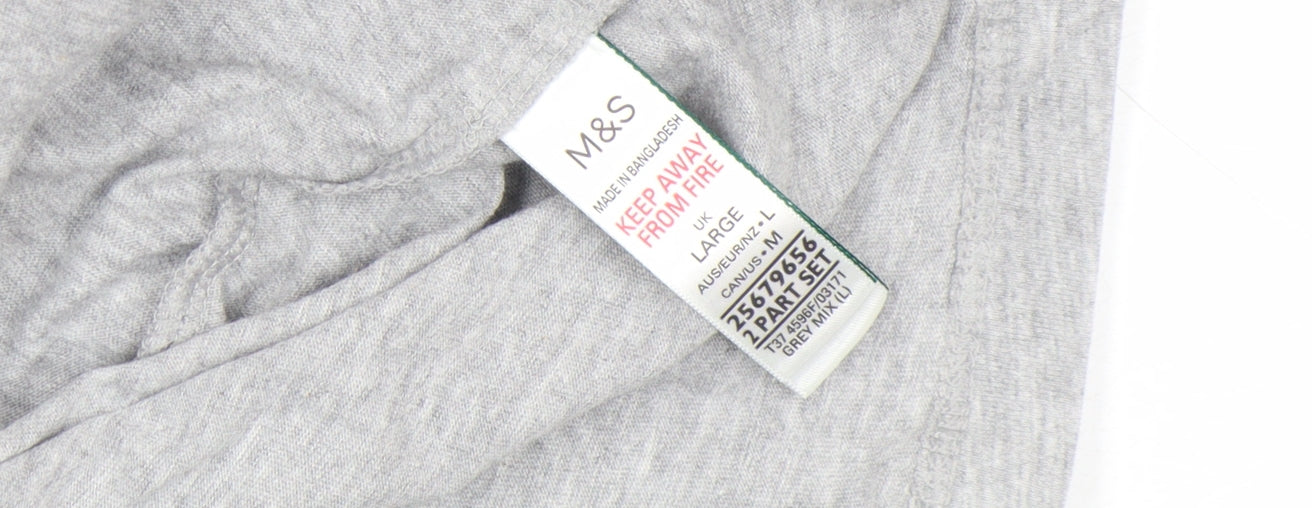 M&S
MADE IN BANGLADESH
KEEP AWAY
FROM FIRE
UK
LARGE
AUS/EUR/NZ • L
CAN/US • M
25679656
2 PART SET
T37 4596F/03171
GREY MIX (L)